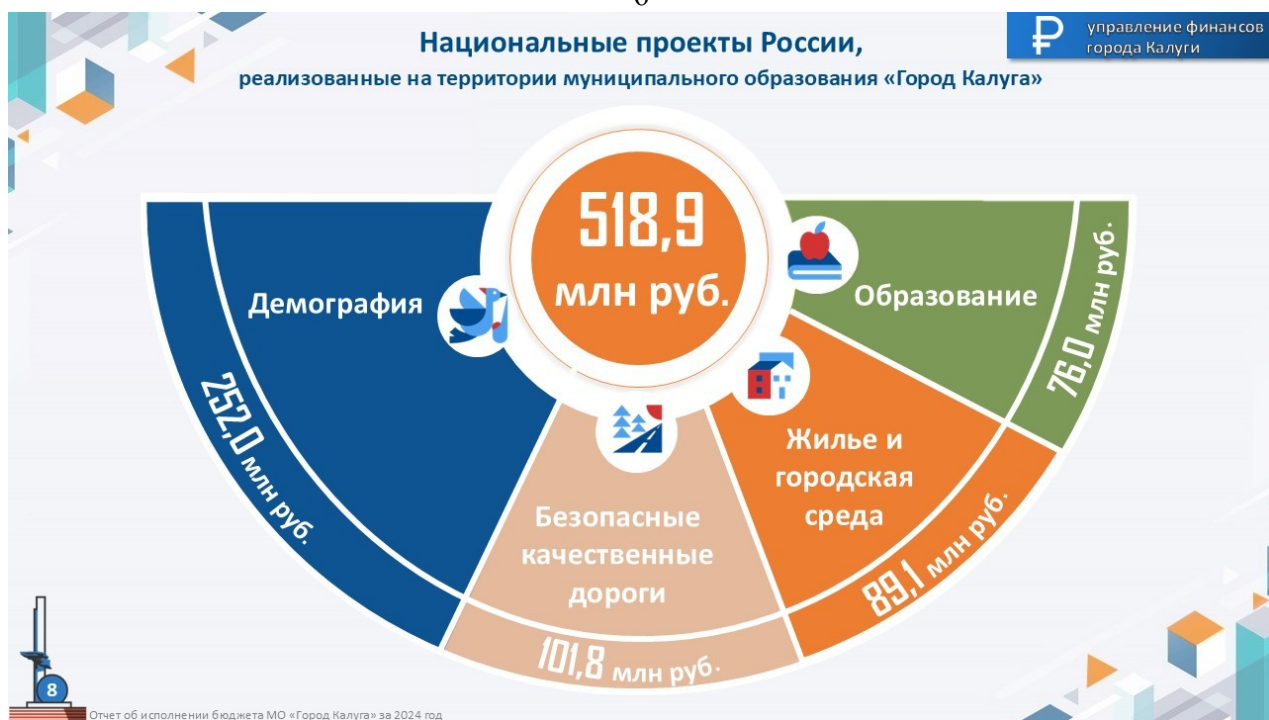 Национальные проекты России,
реализованные на территории муниципального образования «Город Калуга»
управление финансов
города Калуги
518,9
млн руб.
Демография
252,0 млн руб.
Безопасные
качественные
дороги
101,8 млн руб.
Жилье и
городская
среда
89,1 млн руб.
Образование
76,0 млн руб.
8
Отчет об исполнении бюджета МО «Город Калуга» за 2024 год